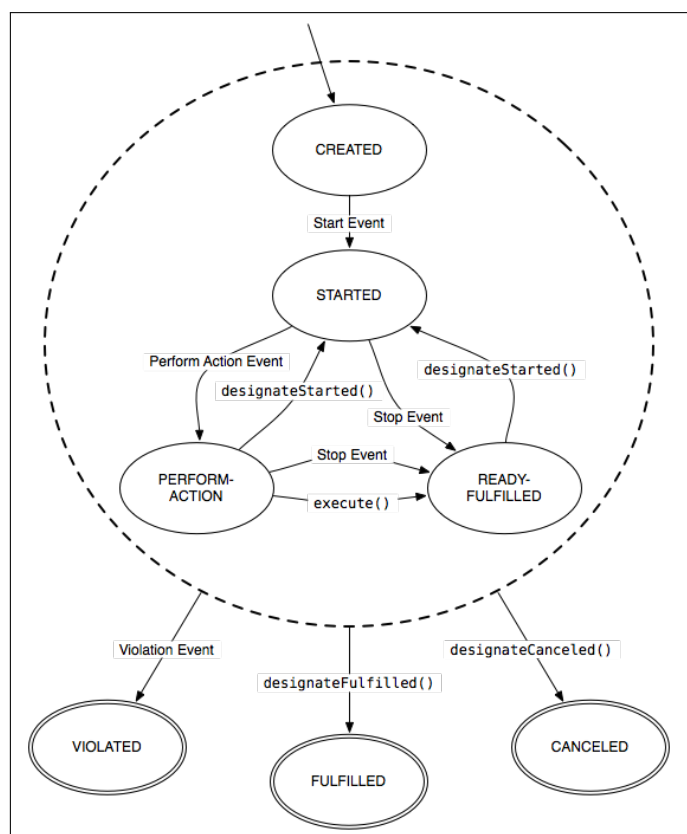 CREATED
Start Event
STARTED
Perform Action Event
designateStarted()
designateStarted()
Stop Event
Stop Event
PERFORM-
ACTION
execute()
READY-
FULFILLED
Violation Event
designateFulfilled()
designateCanceled()
VIOLATED
FULFILLED
CANCELED